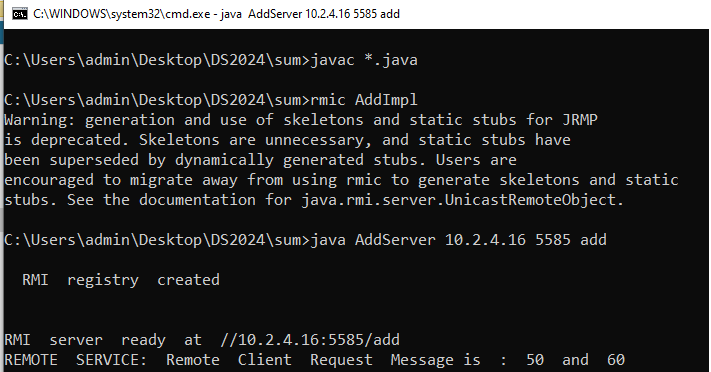 C:\WINDOWS\system32\cmd.exe - java  AddServer 10.2.4.16 5585 add
C:\Users\admin\Desktop\DS2024\sum>javac *.java
C:\Users\admin\Desktop\DS2024\sum>rmic AddImpl
Warning: generation and use of skeletons and static stubs for JRMP
is deprecated. Skeletons are unnecessary, and static stubs have
been superseded by dynamically generated stubs. Users are
encouraged to migrate away from using rmic to generate skeletons and static
stubs. See the documentation for java.rmi.server.UnicastRemoteObject.
C:\Users\admin\Desktop\DS2024\sum>java AddServer 10.2.4.16 5585 add
  RMI  registry  created
RMI  server  ready  at  //10.2.4.16:5585/add
REMOTE  SERVICE:  Remote  Client  Request  Message is  :  50  and  60